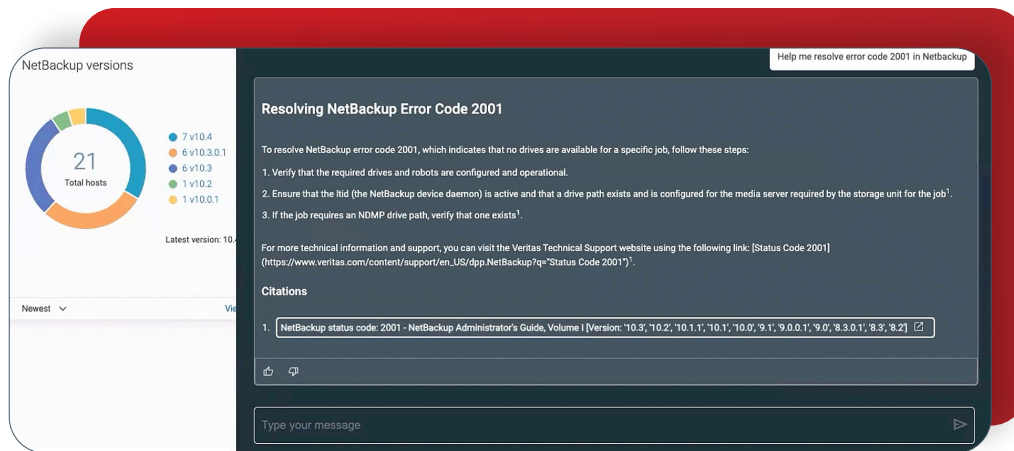 NetBackup versions
21
Total hosts
7 v10.4
6 v10.3.0.1
6 v10.3
1 v10.2
1 v10.0.1
Latest version: 10.
Newest
Help me resolve error code 2001 in Netbackup
Resolving NetBackup Error Code 2001
To resolve NetBackup error code 2001, which indicates that no drives are available for a specific job, follow these steps:
1. Verify that the required drives and robots are configured and operational.
2. Ensure that the ltid (the NetBackup device daemon) is active and that a drive path exists and is configured for the media server required by the storage unit for the job¹.
3. If the job requires an NDMP drive path, verify that one exists¹.
For more technical information and support, you can visit the Veritas Technical Support website using the following link: [Status Code 2001]
(https://www.veritas.com/content/support/en_US/dpp.NetBackup?q="Status Code 2001")¹.
Citations
1. NetBackup status code: 2001 - NetBackup Administrator's Guide, Volume I [Version: '10.3', '10.2', '10.1.1', '10.1', '10.0', '9.1', '9.0.0.1', '9.0', '8.3.0.1', '8.3', '8.2']
Type your message